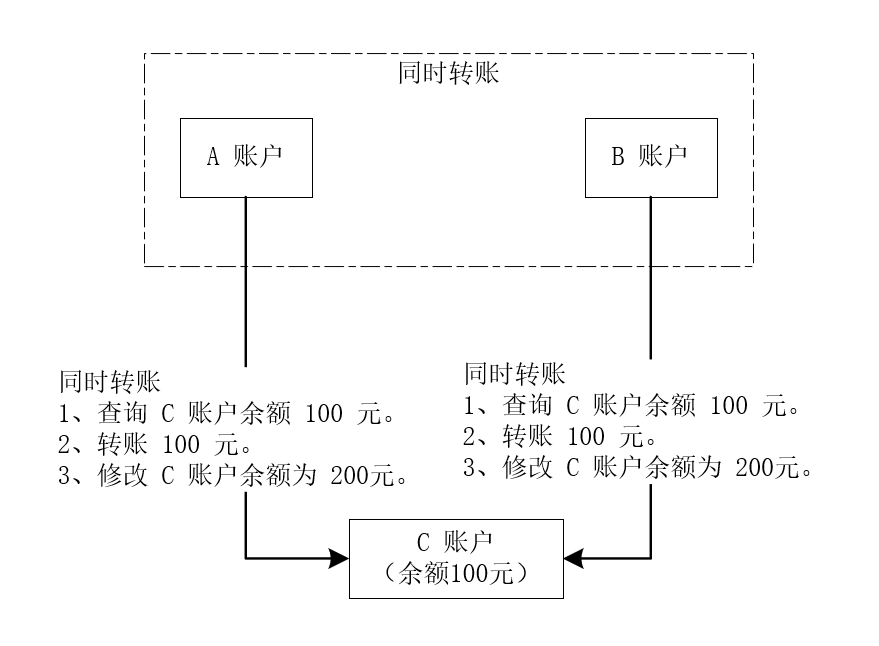 同时转账
A 账户
B 账户
同时转账
1、查询 C 账户余额 100 元。
2、转账 100 元。
3、修改 C 账户余额为 200元。
同时转账
1、查询 C 账户余额 100 元。
2、转账 100 元。
3、修改 C 账户余额为 200元。
C 账户
（余额100元）